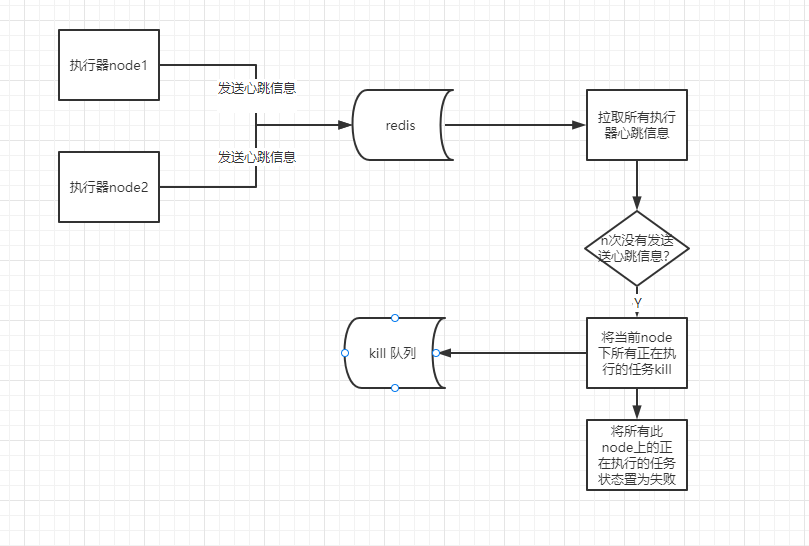 执行器node1
发送心跳信息
redis
拉取所有执行
器心跳信息
发送心跳信息
执行器node2
n次没有发送
送心跳信息？
Y
将当前node
下所有正在执
行的任务kill
kill 队列
将所有此
node上的正
在执行的任务
状态置为失败